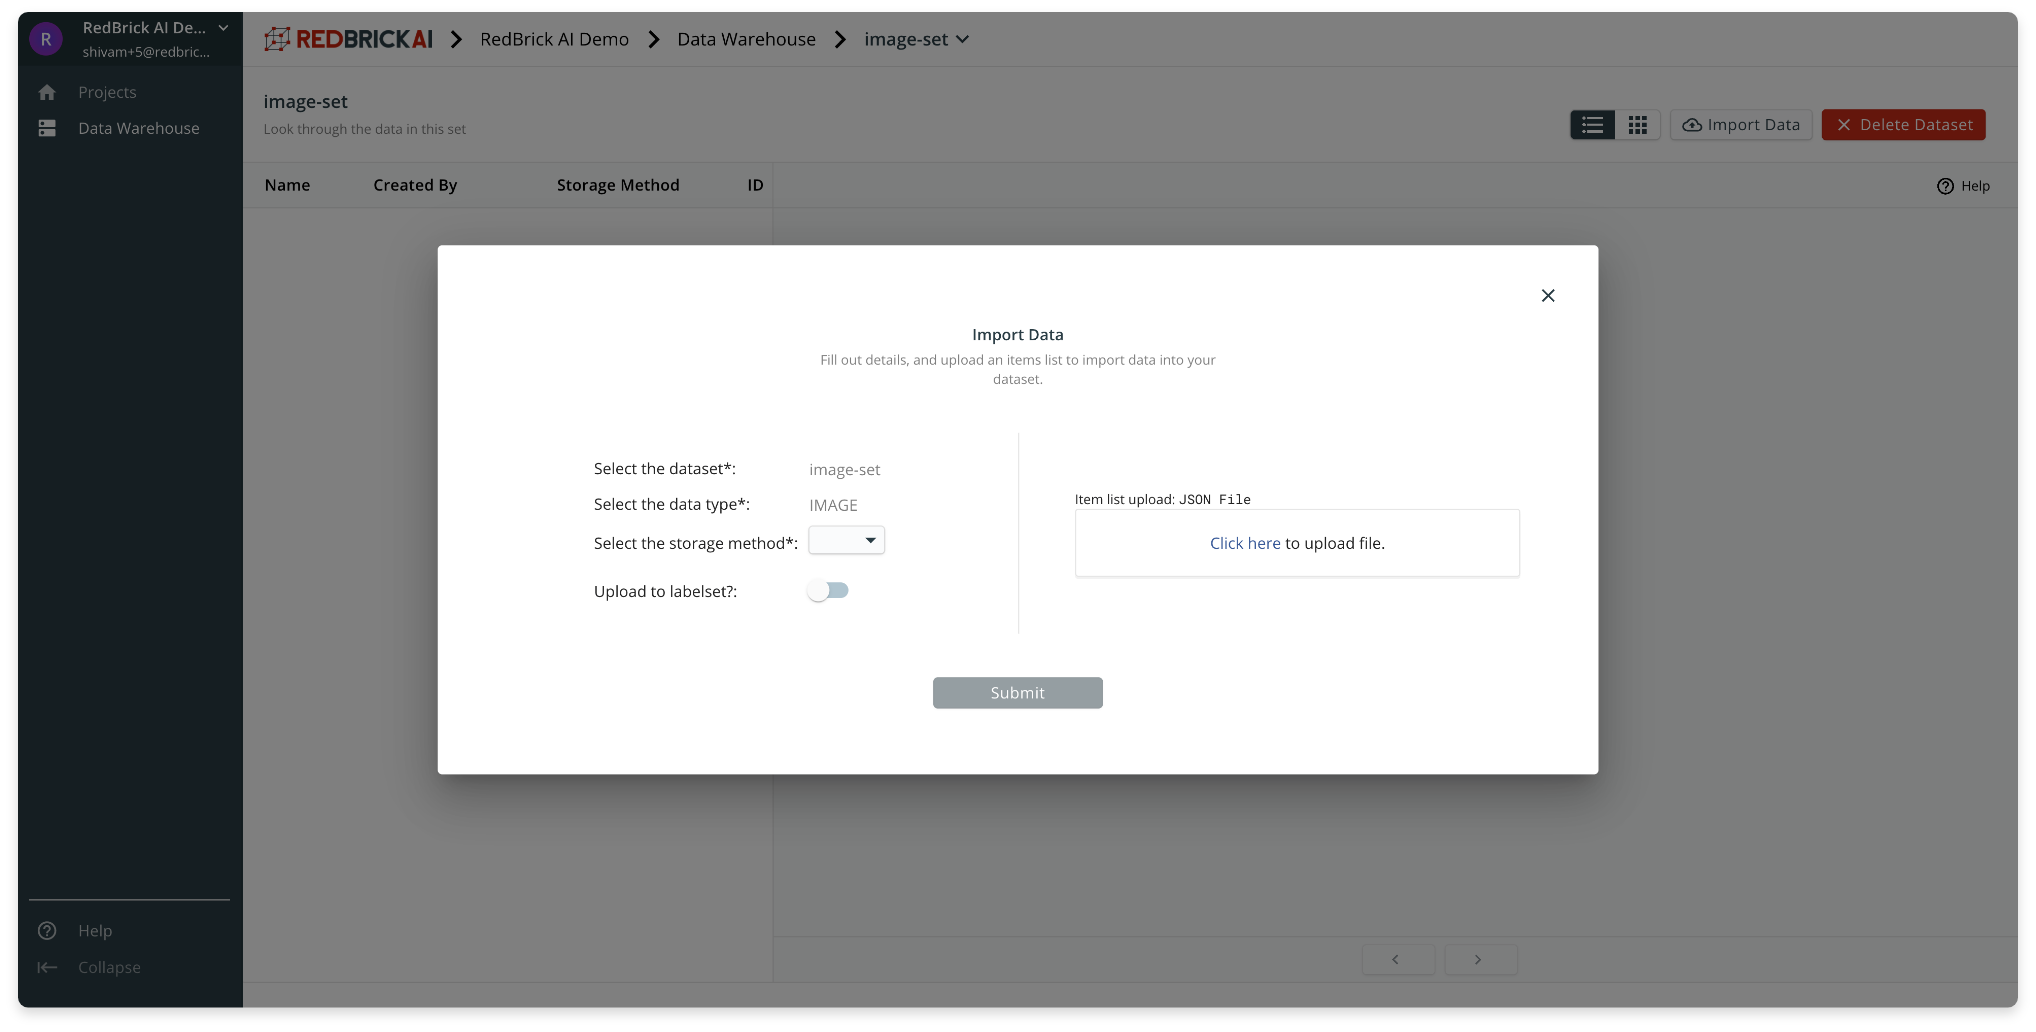 R
RedBrick AI De...
shivam+5@redbric...
Projects
Data Warehouse
Help
Collapse
REDBRICKAI
RedBrick AI Demo
Data Warehouse
image-set
image-set
Look through the data in this set
Import Data
Delete Dataset
Name
Created By
Storage Method
ID
Help
Import Data
Fill out details, and upload an items list to import data into your
dataset.
Select the dataset*:
image-set
Select the data type*:
IMAGE
Select the storage method*:
Upload to labelset?:
Item list upload: JSON File
Click here to upload file.
Submit